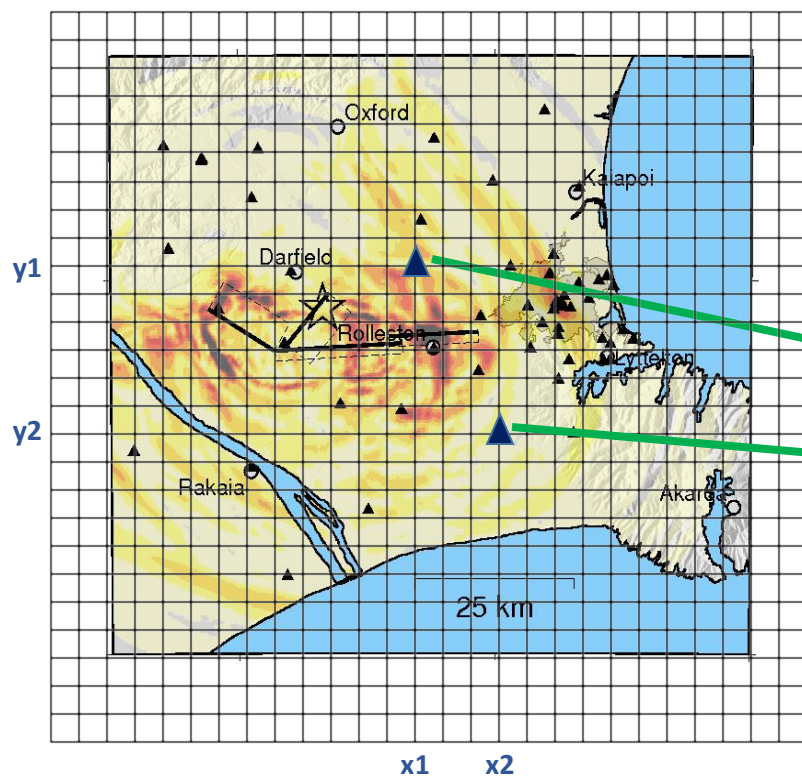 Oxford
Kaiapoi
y1
Darfield
Rolleston
Lyttelton
y2
Rakaia
Akaroa
25 km
x1 x2